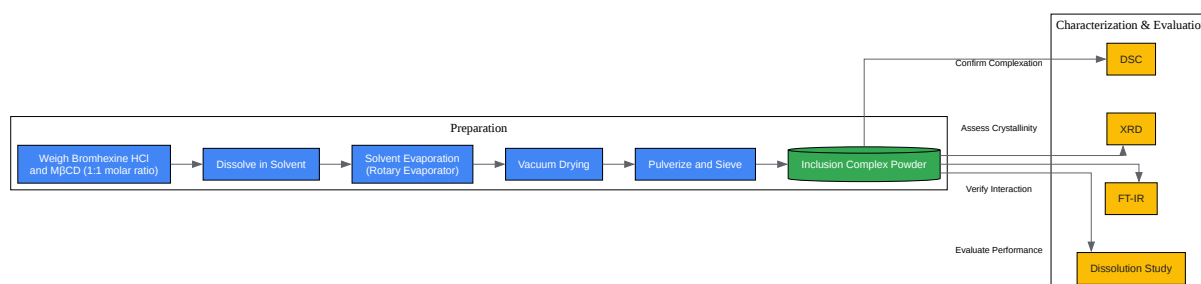 Characterization & Evaluatio
Confirm Complexation
DSC
Preparation
Assess Crystallinity
XRD
Weigh Bromhexine HCl
and MβCD (1:1 molar ratio)
Dissolve in Solvent
Solvent Evaporation
(Rotary Evaporator)
Vacuum Drying
Pulverize and Sieve
Inclusion Complex Powder
Verify Interaction
FT-IR
Evaluate Performance
Dissolution Study